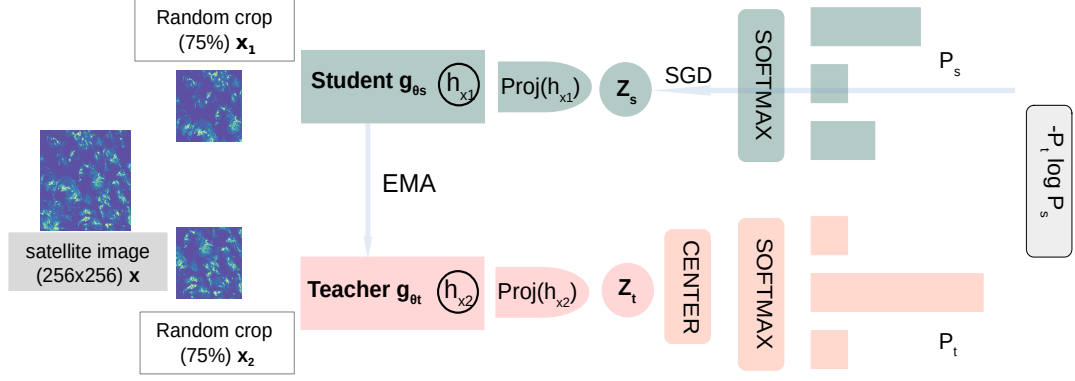 Random crop
(75%) x₁
Student gθs
hx1
Proj(hx1)
Zs
SGD
SOFTMAX
Ps
-Pt log Ps
EMA
satellite image
(256x256) x
Teacher gθt
hx2
Proj(hx2)
Zt
CENTER
SOFTMAX
Pt
Random crop
(75%) x₂